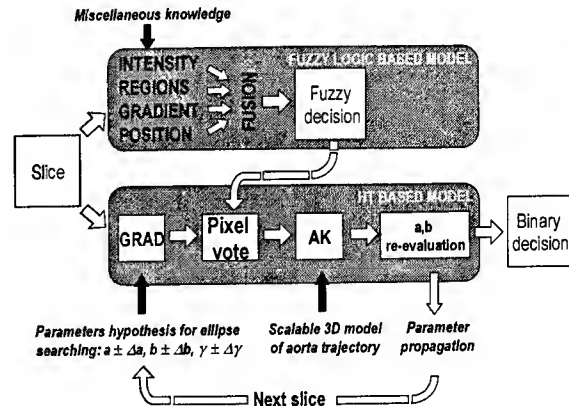 Miscellaneous knowledge
FUZZY LOGIC BASED MODEL
INTENSITY
REGIONS
GRADIENT
POSITION
FUSION
Fuzzy
decision
Slice
HT BASED MODEL
GRAD
Pixel
vote
AK
a,b
re-evaluation
Binary
decision
Parameters hypothesis for ellipse
searching: a ± Δa, b ± Δb, γ ± Δγ
Scalable 3D model
of aorta trajectory
Parameter
propagation
Next slice